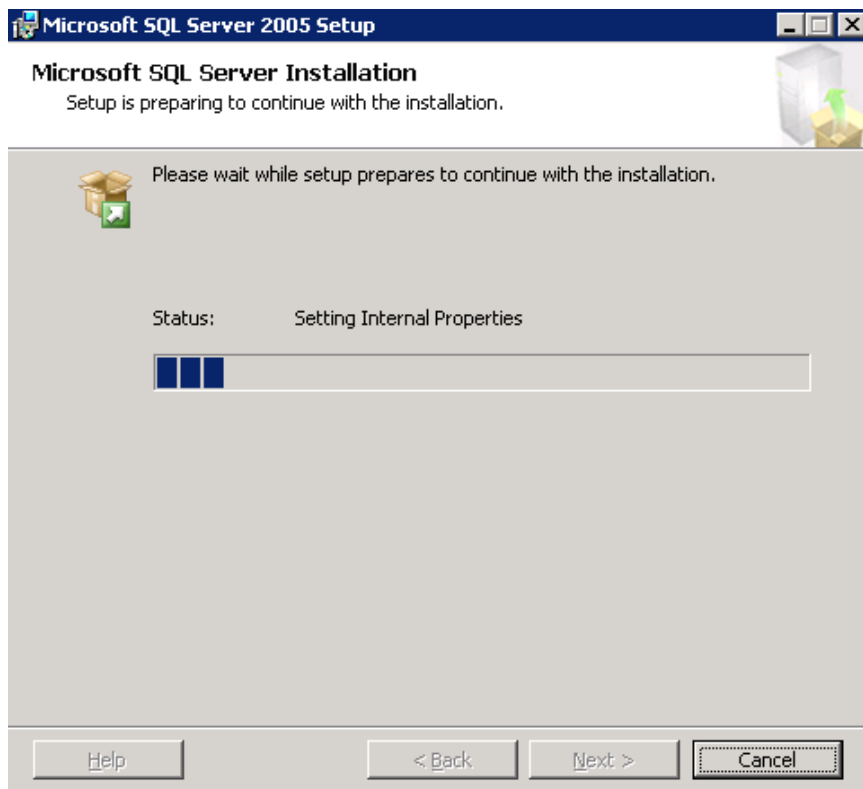 Microsoft SQL Server 2005 Setup
Microsoft SQL Server Installation
Setup is preparing to continue with the installation.
Please wait while setup prepares to continue with the installation.
Status: Setting Internal Properties
Help < Back Next > Cancel